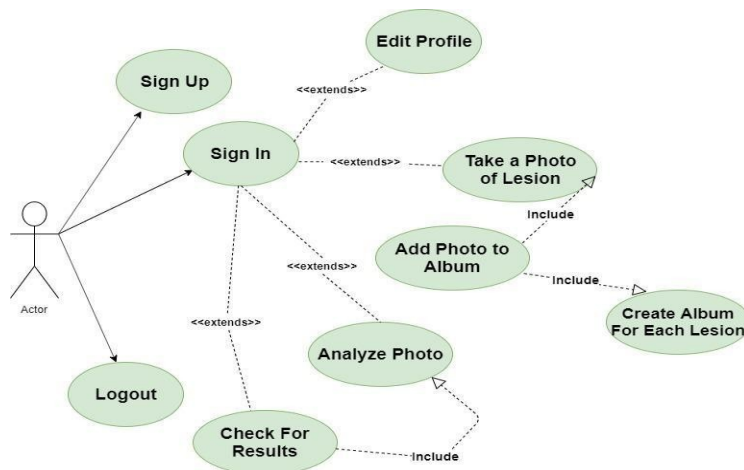 Edit Profile
Sign Up
<<extends>>
Sign In
<<extends>>
Take a Photo
of Lesion
Include
Add Photo to
Album
<<extends>>
Include
Actor
Create Album
For Each Lesion
<<extends>>
Analyze Photo
Logout
Check For
Results
Include